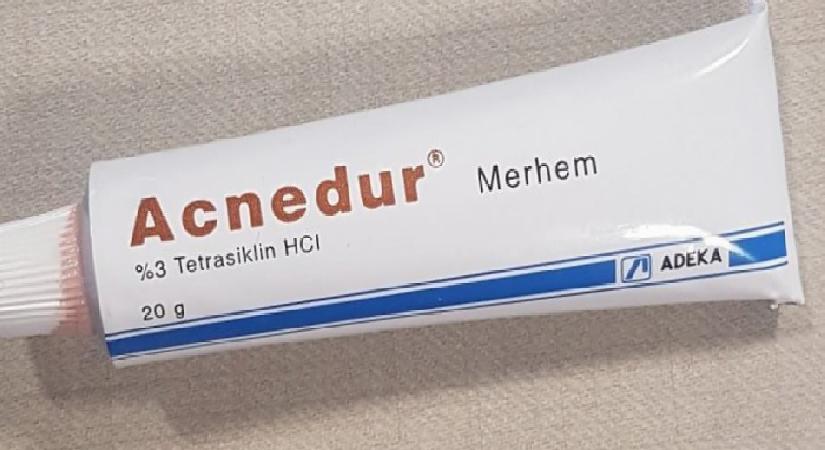 Acnedur® Merhem
%3 Tetrasiklin HCl
20 g
ADEKA